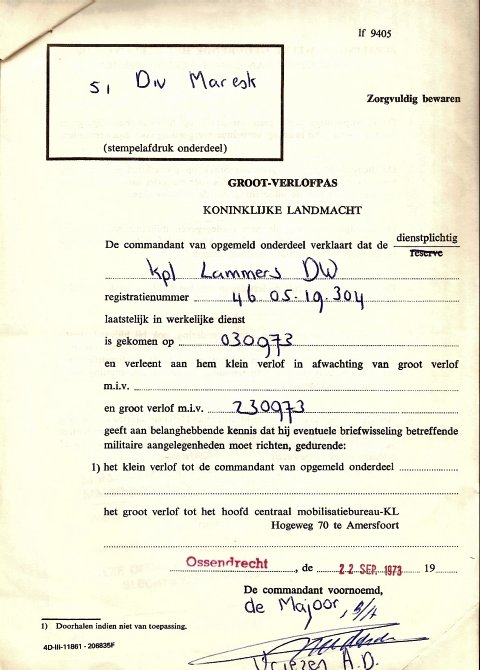 lf 9405
51 Div Maresk
Zorgvuldig bewaren
(stempelafdruk onderdeel)
GROOT-VERLOFPAS
KONINKLIJKE LANDMACHT
De commandant van opgemeld onderdeel verklaart dat de dienstplichtig
reserve
kpl Lammers DW
registratienummer 46.05.19.304
laatstelijk in werkelijke dienst
is gekomen op 030973
en verleent aan hem klein verlof in afwachting van groot verlof
m.i.v.
en groot verlof m.i.v. 230973
geeft aan belanghebbende kennis dat hij eventuele briefwisseling betreffende
militaire aangelegenheden moet richten, gedurende:
1) het klein verlof tot de commandant van opgemeld onderdeel
het groot verlof tot het hoofd centraal mobilisatiebureau-KL
Hogeweg 70 te Amersfoort
Ossendrecht, de 22 SEP. 1973 19
De commandant voornoemd,
de Majoor,
1) Doorhalen indien niet van toepassing.
4D-III-11861 - 206835F
Vriezen A.D.